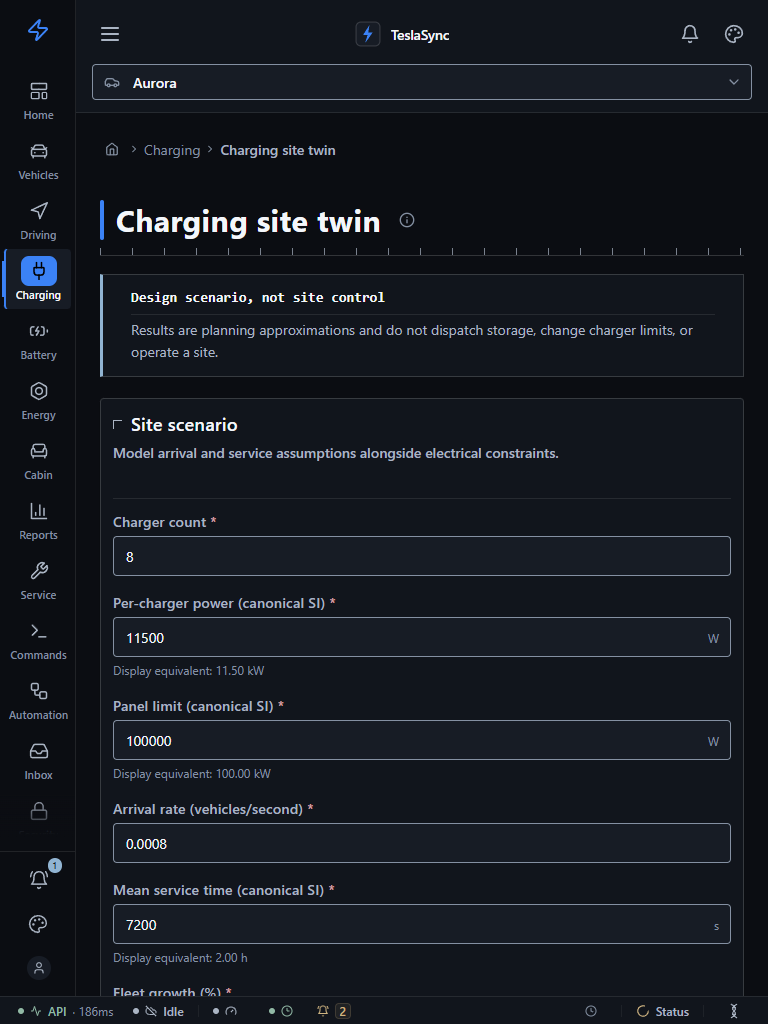 TeslaSync
Aurora
Home
Vehicles
Driving
Charging
Battery
Energy
Cabin
Reports
Service
Commands
Automation
Inbox
1
Charging
Charging site twin
Charging site twin
Design scenario, not site control
Results are planning approximations and do not dispatch storage, change charger limits, or
operate a site.
Site scenario
Model arrival and service assumptions alongside electrical constraints.
Charger count *
8
Per-charger power (canonical SI) *
11500 W
Display equivalent: 11.50 kW
Panel limit (canonical SI) *
100000 W
Display equivalent: 100.00 kW
Arrival rate (vehicles/second) *
0.0008
Mean service time (canonical SI) *
7200 s
Display equivalent: 2.00 h
Fleet growth (%) *
API · 186ms Idle 2 Status